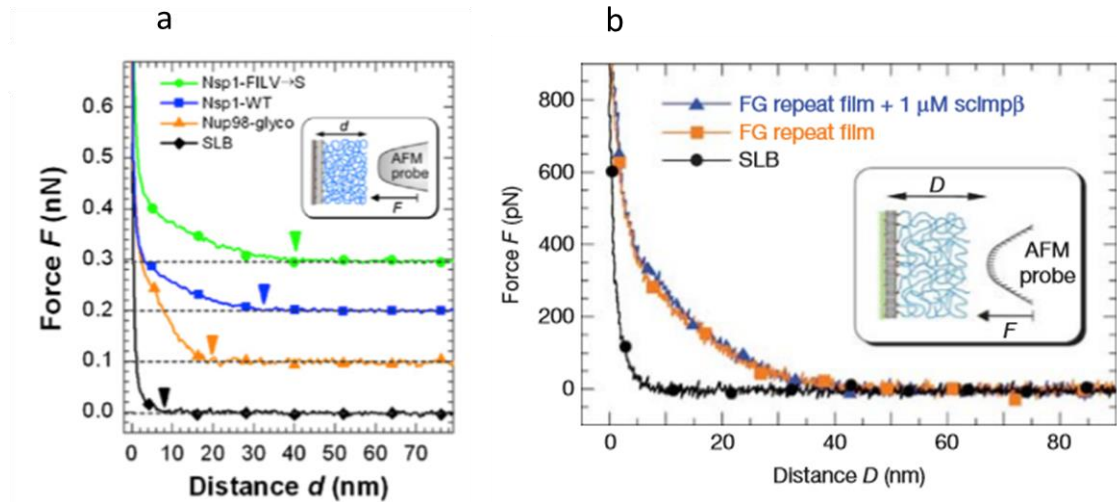 a
Nsp1-FILV→S
Nsp1-WT
Nup98-glyco
SLB
d
AFM
probe
F
Force F (nN)
0.6
0.5
0.4
0.3
0.2
0.1
0.0
0 10 20 30 40 50 60 70
Distance d (nm)
b
FG repeat film + 1 μM scImpβ
FG repeat film
SLB
D
AFM
probe
F
Force F (pN)
800
600
400
200
0
0 20 40 60 80
Distance D (nm)